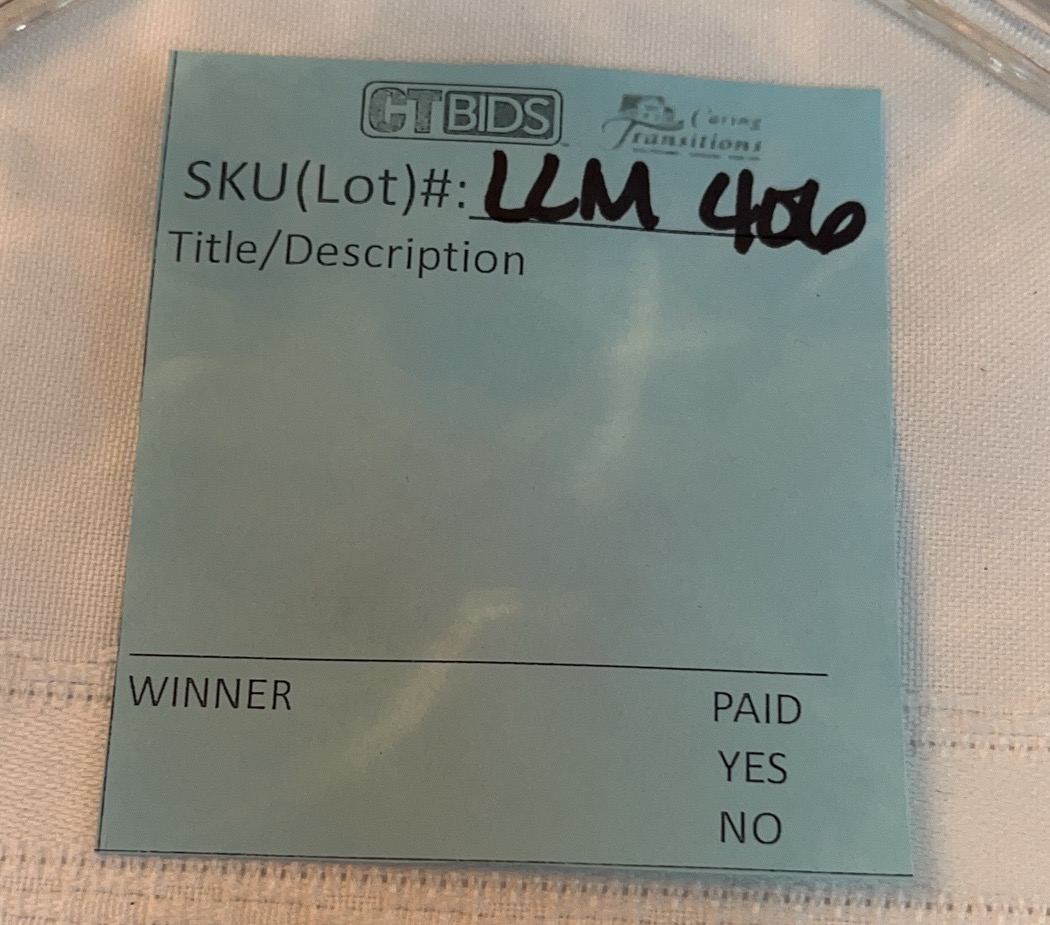 CTBIDS
Caring
Transitions
SKU(Lot)#: LLM 406
Title/Description
WINNER
PAID
YES
NO